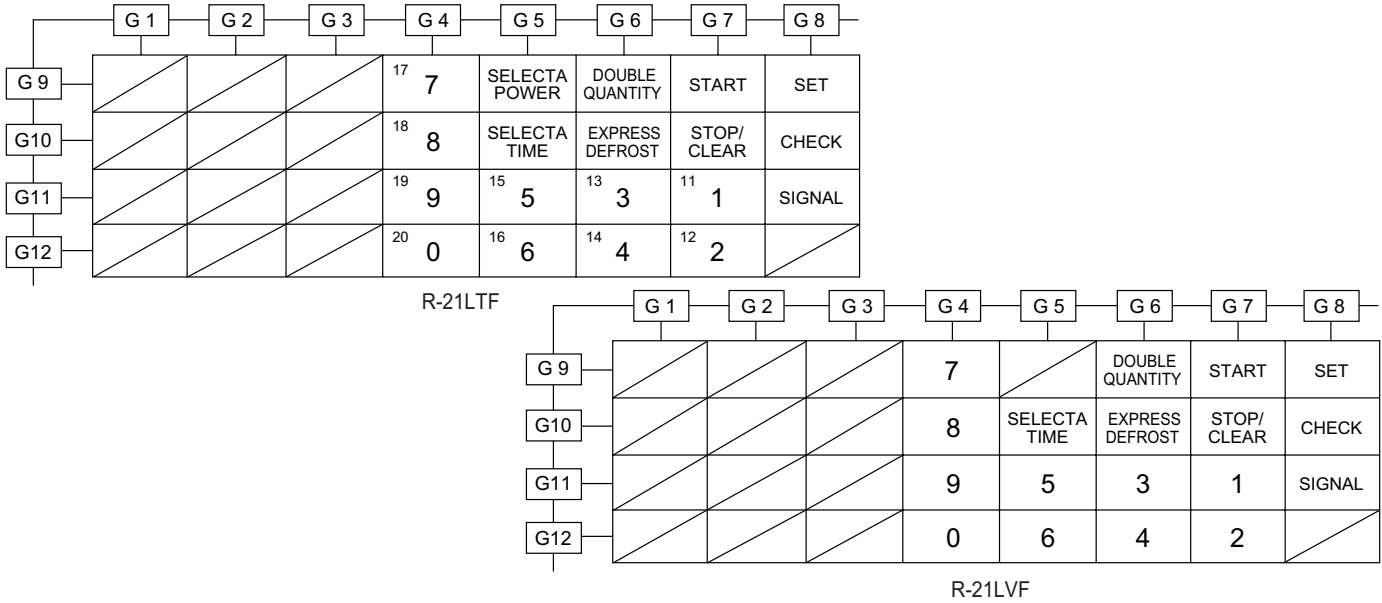 G 1 G 2 G 3 G 4 G 5 G 6 G 7 G 8
G 9 17 7 SELECTA POWER DOUBLE QUANTITY START SET
G10 18 8 SELECTA TIME EXPRESS DEFROST STOP/ CLEAR CHECK
G11 19 9 15 5 13 3 11 1 SIGNAL
G12 20 0 16 6 14 4 12 2
R-21LTF
G 1 G 2 G 3 G 4 G 5 G 6 G 7 G 8
G 9 7 DOUBLE QUANTITY START SET
G10 8 SELECTA TIME EXPRESS DEFROST STOP/ CLEAR CHECK
G11 9 5 3 1 SIGNAL
G12 0 6 4 2
R-21LVF